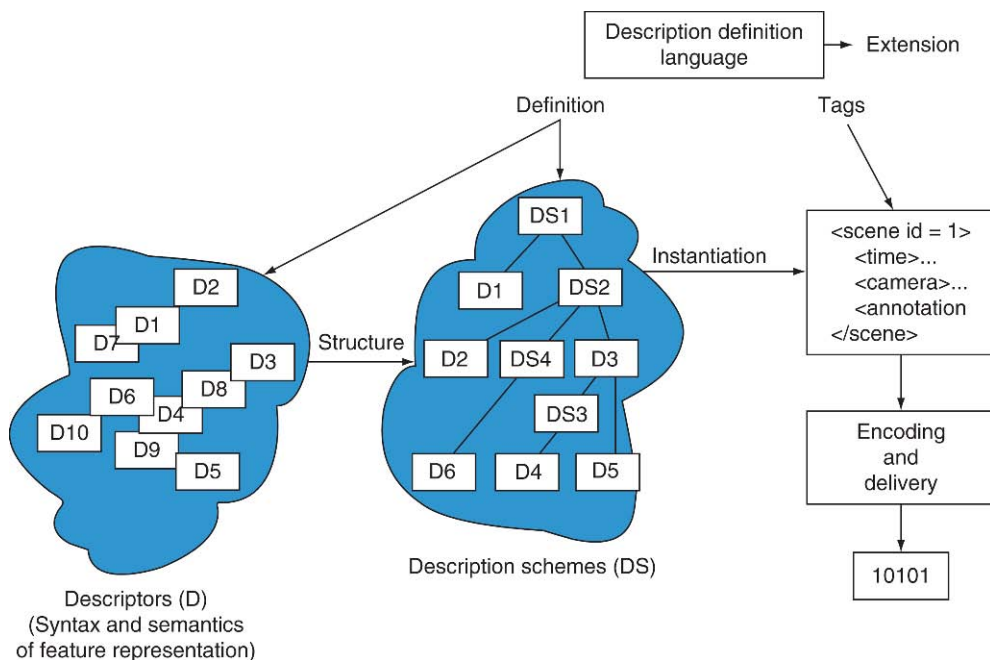 Description definition
language
Extension
Definition
Tags
DS1
D1
DS2
D2
DS4
D3
DS3
D6
D4
D5
Instantiation
<scene id = 1>
<time>...
<camera>...
<annotation
</scene>
D2
D1
D7
D3
D8
D6
D4
D10
D9
D5
Structure
Encoding
and
delivery
10101
Description schemes (DS)
Descriptors (D)
(Syntax and semantics
of feature representation)